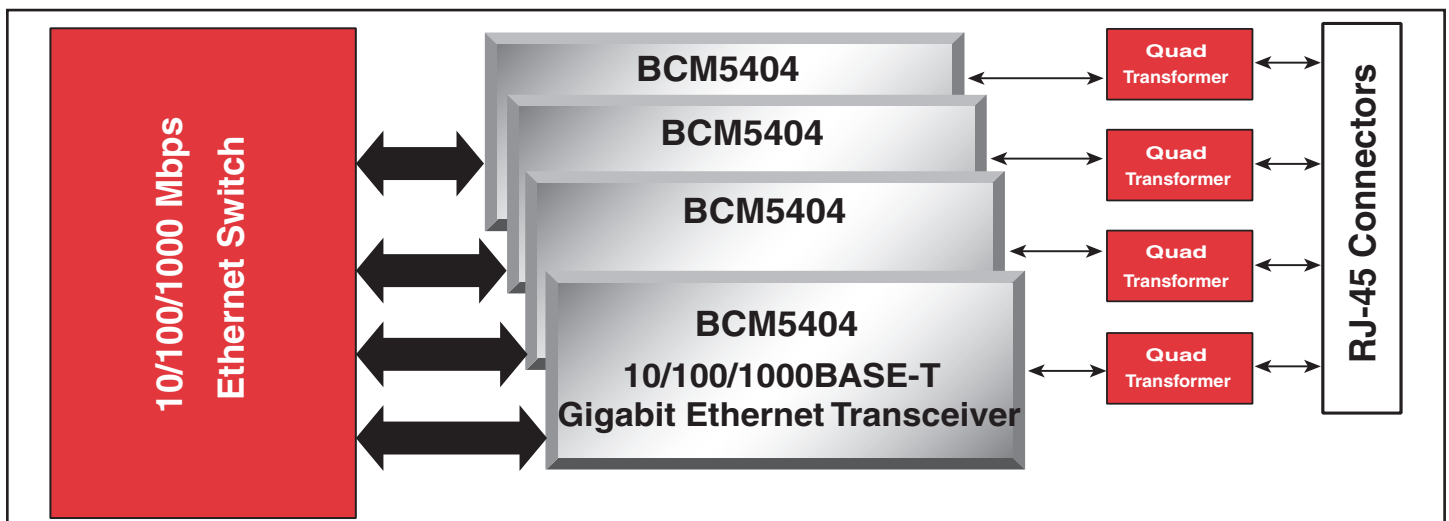 10/100/1000 Mbps
Ethernet Switch
BCM5404
BCM5404
BCM5404
BCM5404
10/100/1000BASE-T
Gigabit Ethernet Transceiver
Quad
Transformer
Quad
Transformer
Quad
Transformer
Quad
Transformer
RJ-45 Connectors